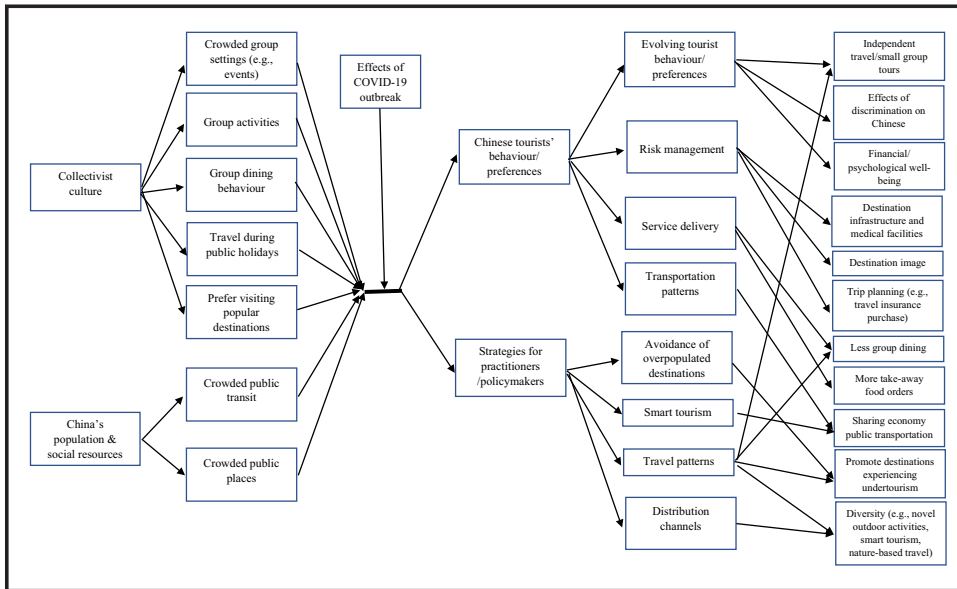 Crowded group
settings (e.g.,
events)
Group activities
Group dining
behaviour
Travel during
public holidays
Prefer visiting
popular
destinations
Crowded public
transit
Crowded public
places
Collectivist
culture
China's
population &
social resources
Effects of
COVID-19
outbreak
Chinese tourists'
behaviour/
preferences
Strategies for
practitioners
/policymakers
Evolving tourist
behaviour/
preferences
Risk management
Service delivery
Transportation
patterns
Avoidance of
overpopulated
destinations
Smart tourism
Travel patterns
Distribution
channels
Independent
travel/small group
tours
Effects of
discrimination on
Chinese
Financial/
psychological well-
being
Destination
infrastructure and
medical facilities
Destination image
Trip planning (e.g.,
travel insurance
purchase)
Less group dining
More take-away
food orders
Sharing economy
public transportation
Promote destinations
experiencing
undertourism
Diversity (e.g., novel
outdoor activities,
smart tourism,
nature-based travel)